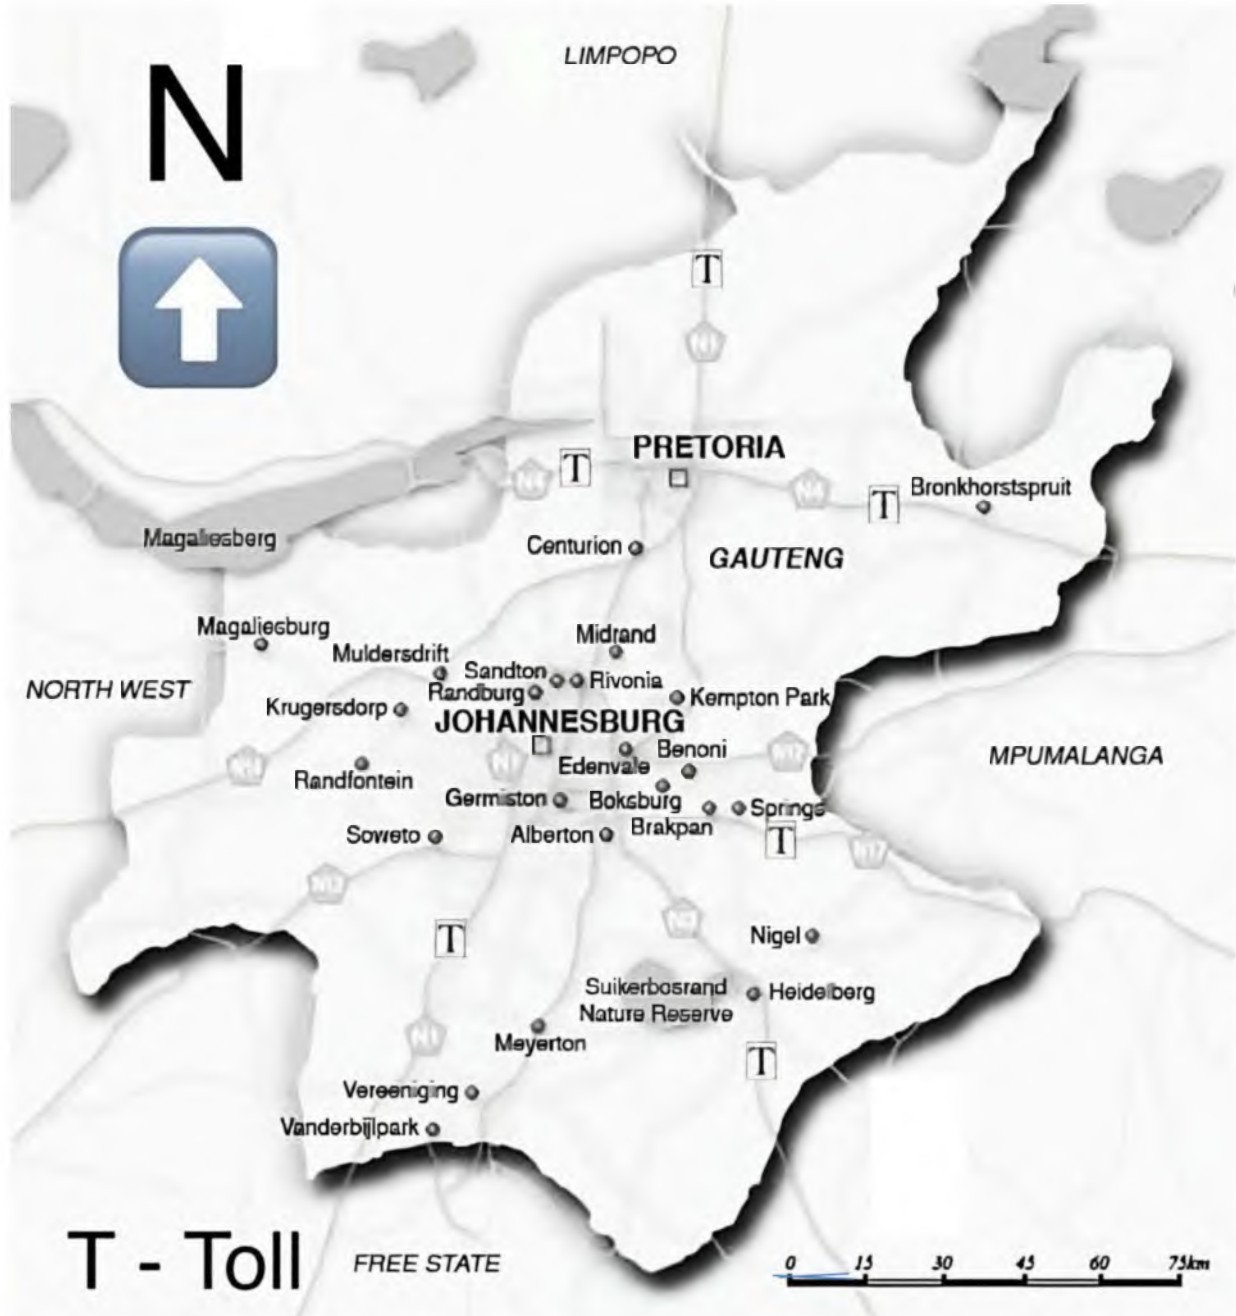 LIMPOPO
N
T
N1
PRETORIA
T
N4
N4
T
Bronkhorstspruit
Magaliesberg
Centurion
GAUTENG
Magaliesburg
Midrand
Muldersdrift
Sandton
Rivonia
NORTH WEST
Randburg
Kempton Park
Krugersdorp
JOHANNESBURG
Benoni
MPUMALANGA
N1
N12
Edenvale
Randfontein
Germiston
Boksburg
Springs
Soweto
Alberton
Brakpan
T
N17
N12
N3
T
Nigel
Suikerbosrand
Nature Reserve
Heidelberg
N1
Meyerton
T
Vereeniging
Vanderbijlpark
T - Toll
FREE STATE
0 15 30 45 60 75km